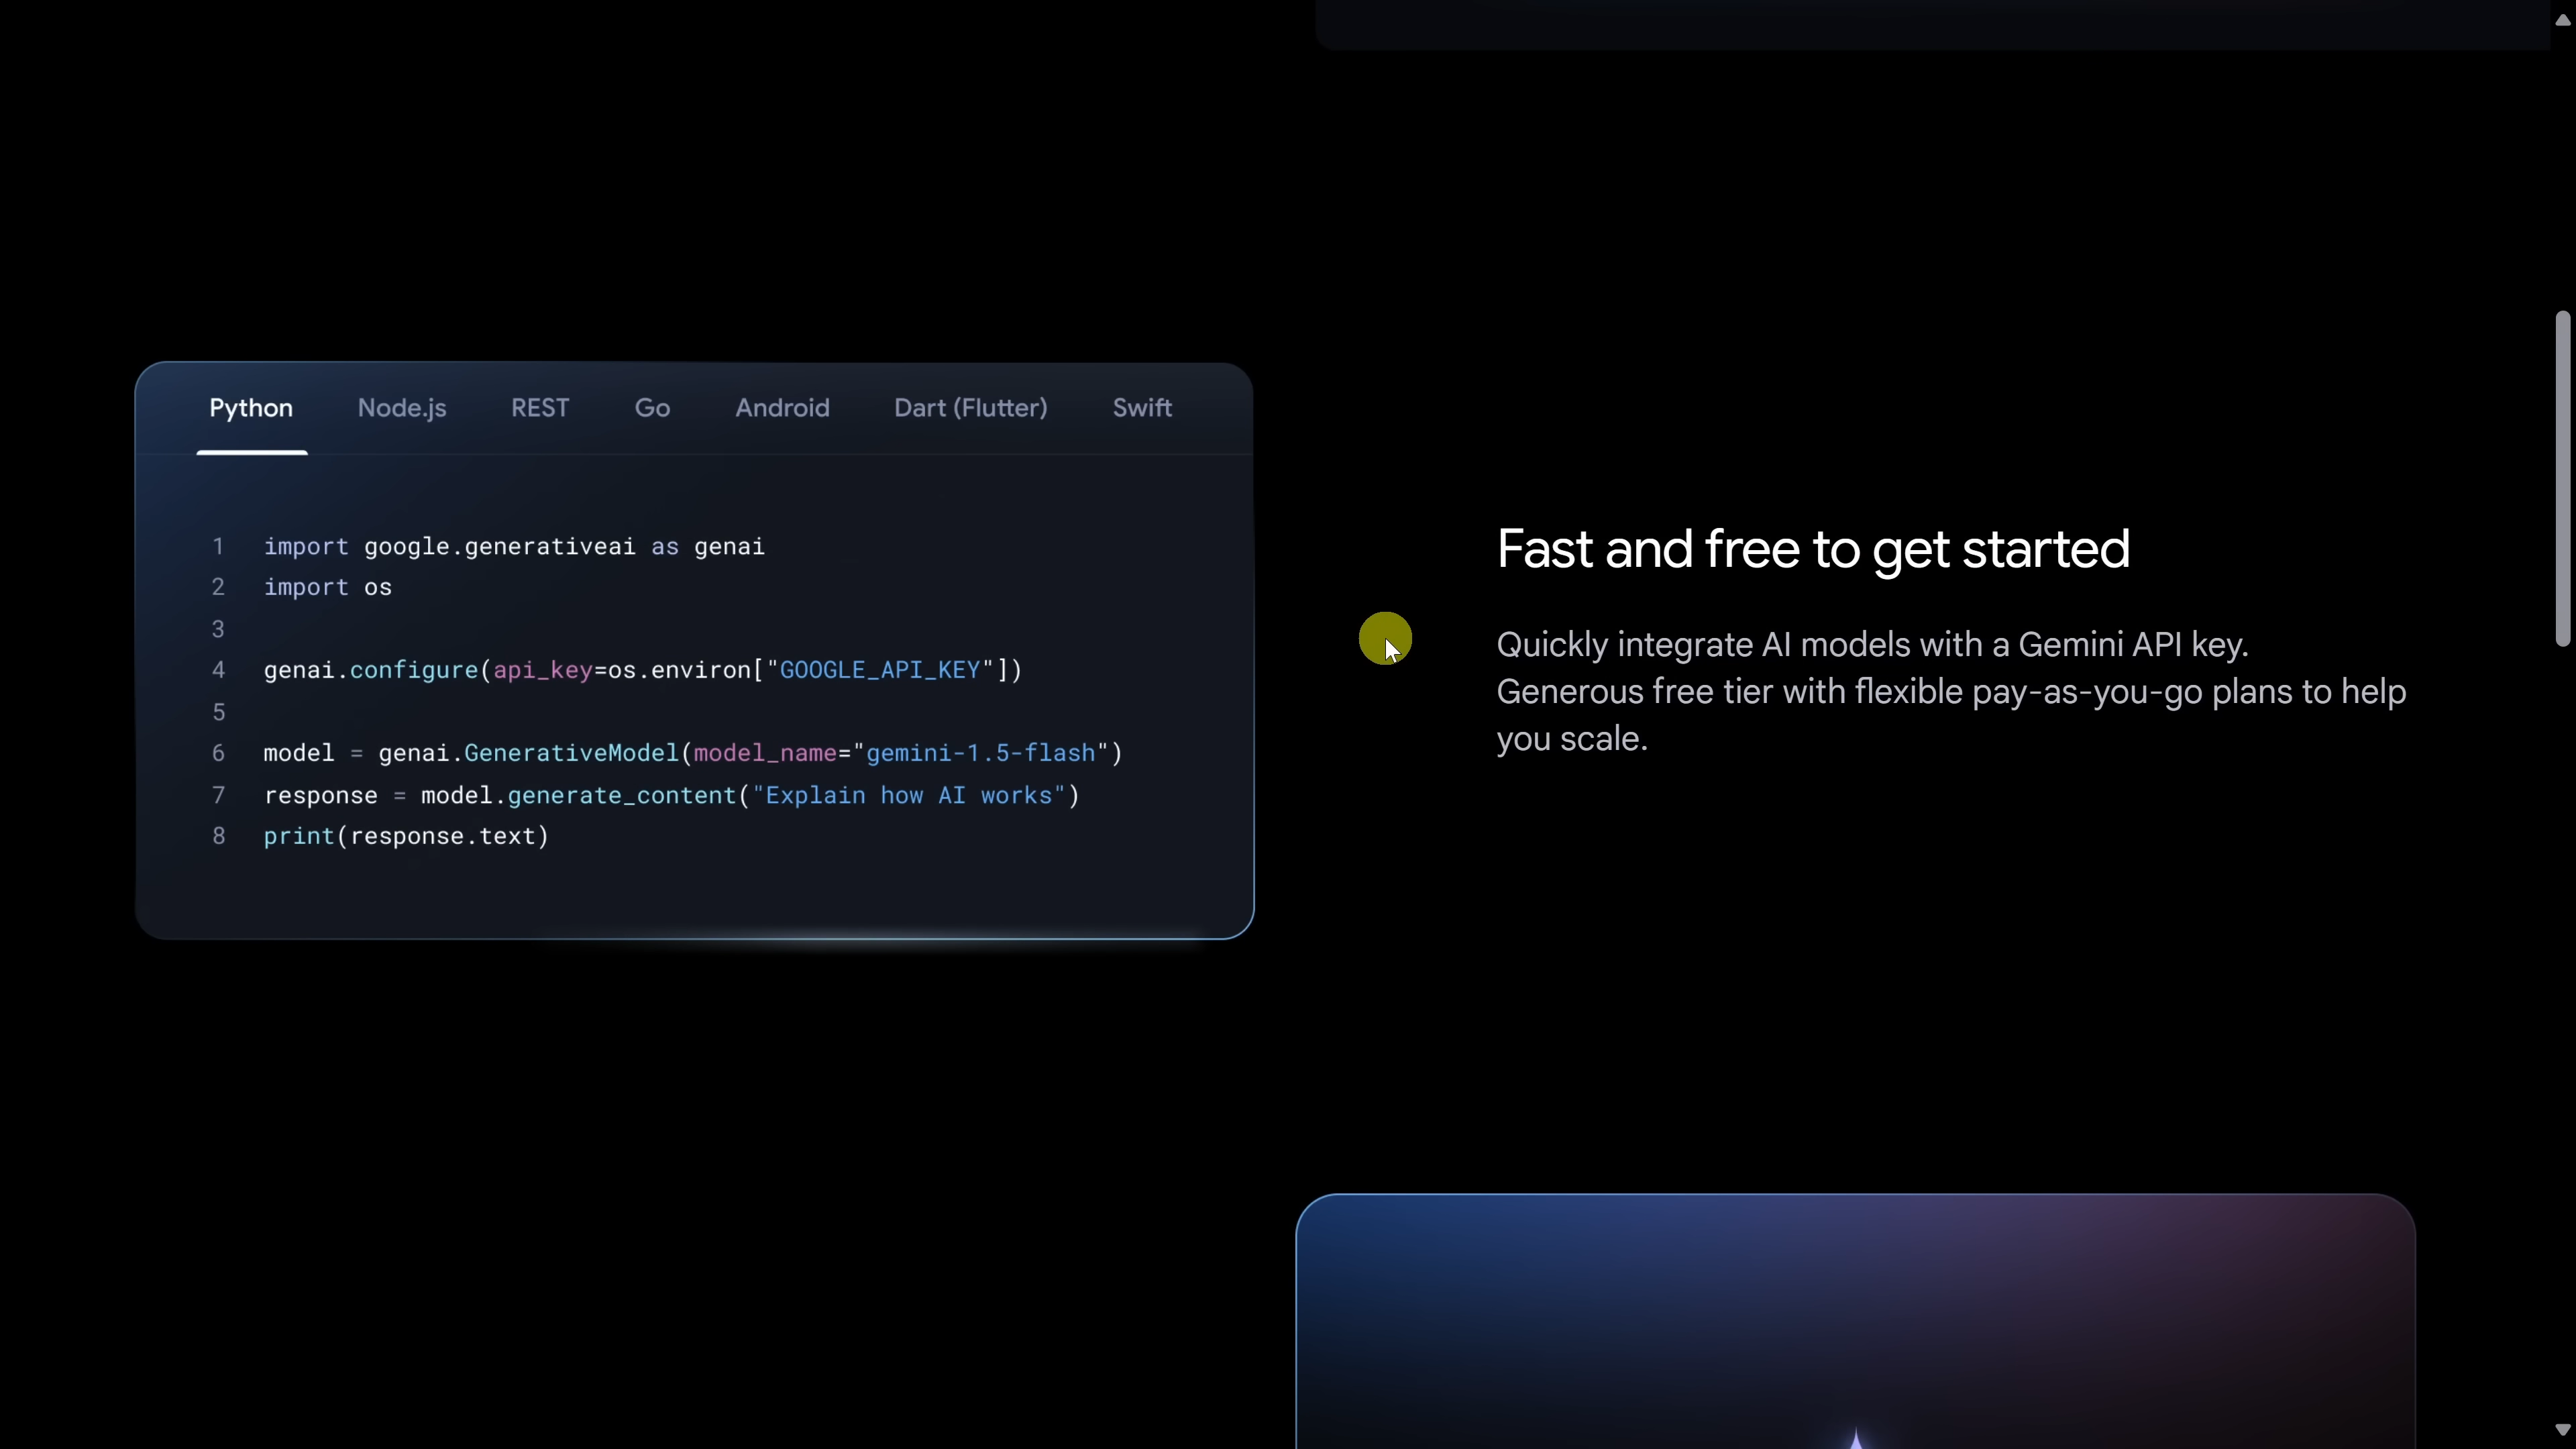 Python Node.js REST Go Android Dart (Flutter) Swift
1 import google.generativeai as genai
2 import os
3
4 genai.configure(api_key=os.environ["GOOGLE_API_KEY"])
5
6 model = genai.GenerativeModel(model_name="gemini-1.5-flash")
7 response = model.generate_content("Explain how AI works")
8 print(response.text)
Fast and free to get started
Quickly integrate AI models with a Gemini API key.
Generous free tier with flexible pay-as-you-go plans to help
you scale.